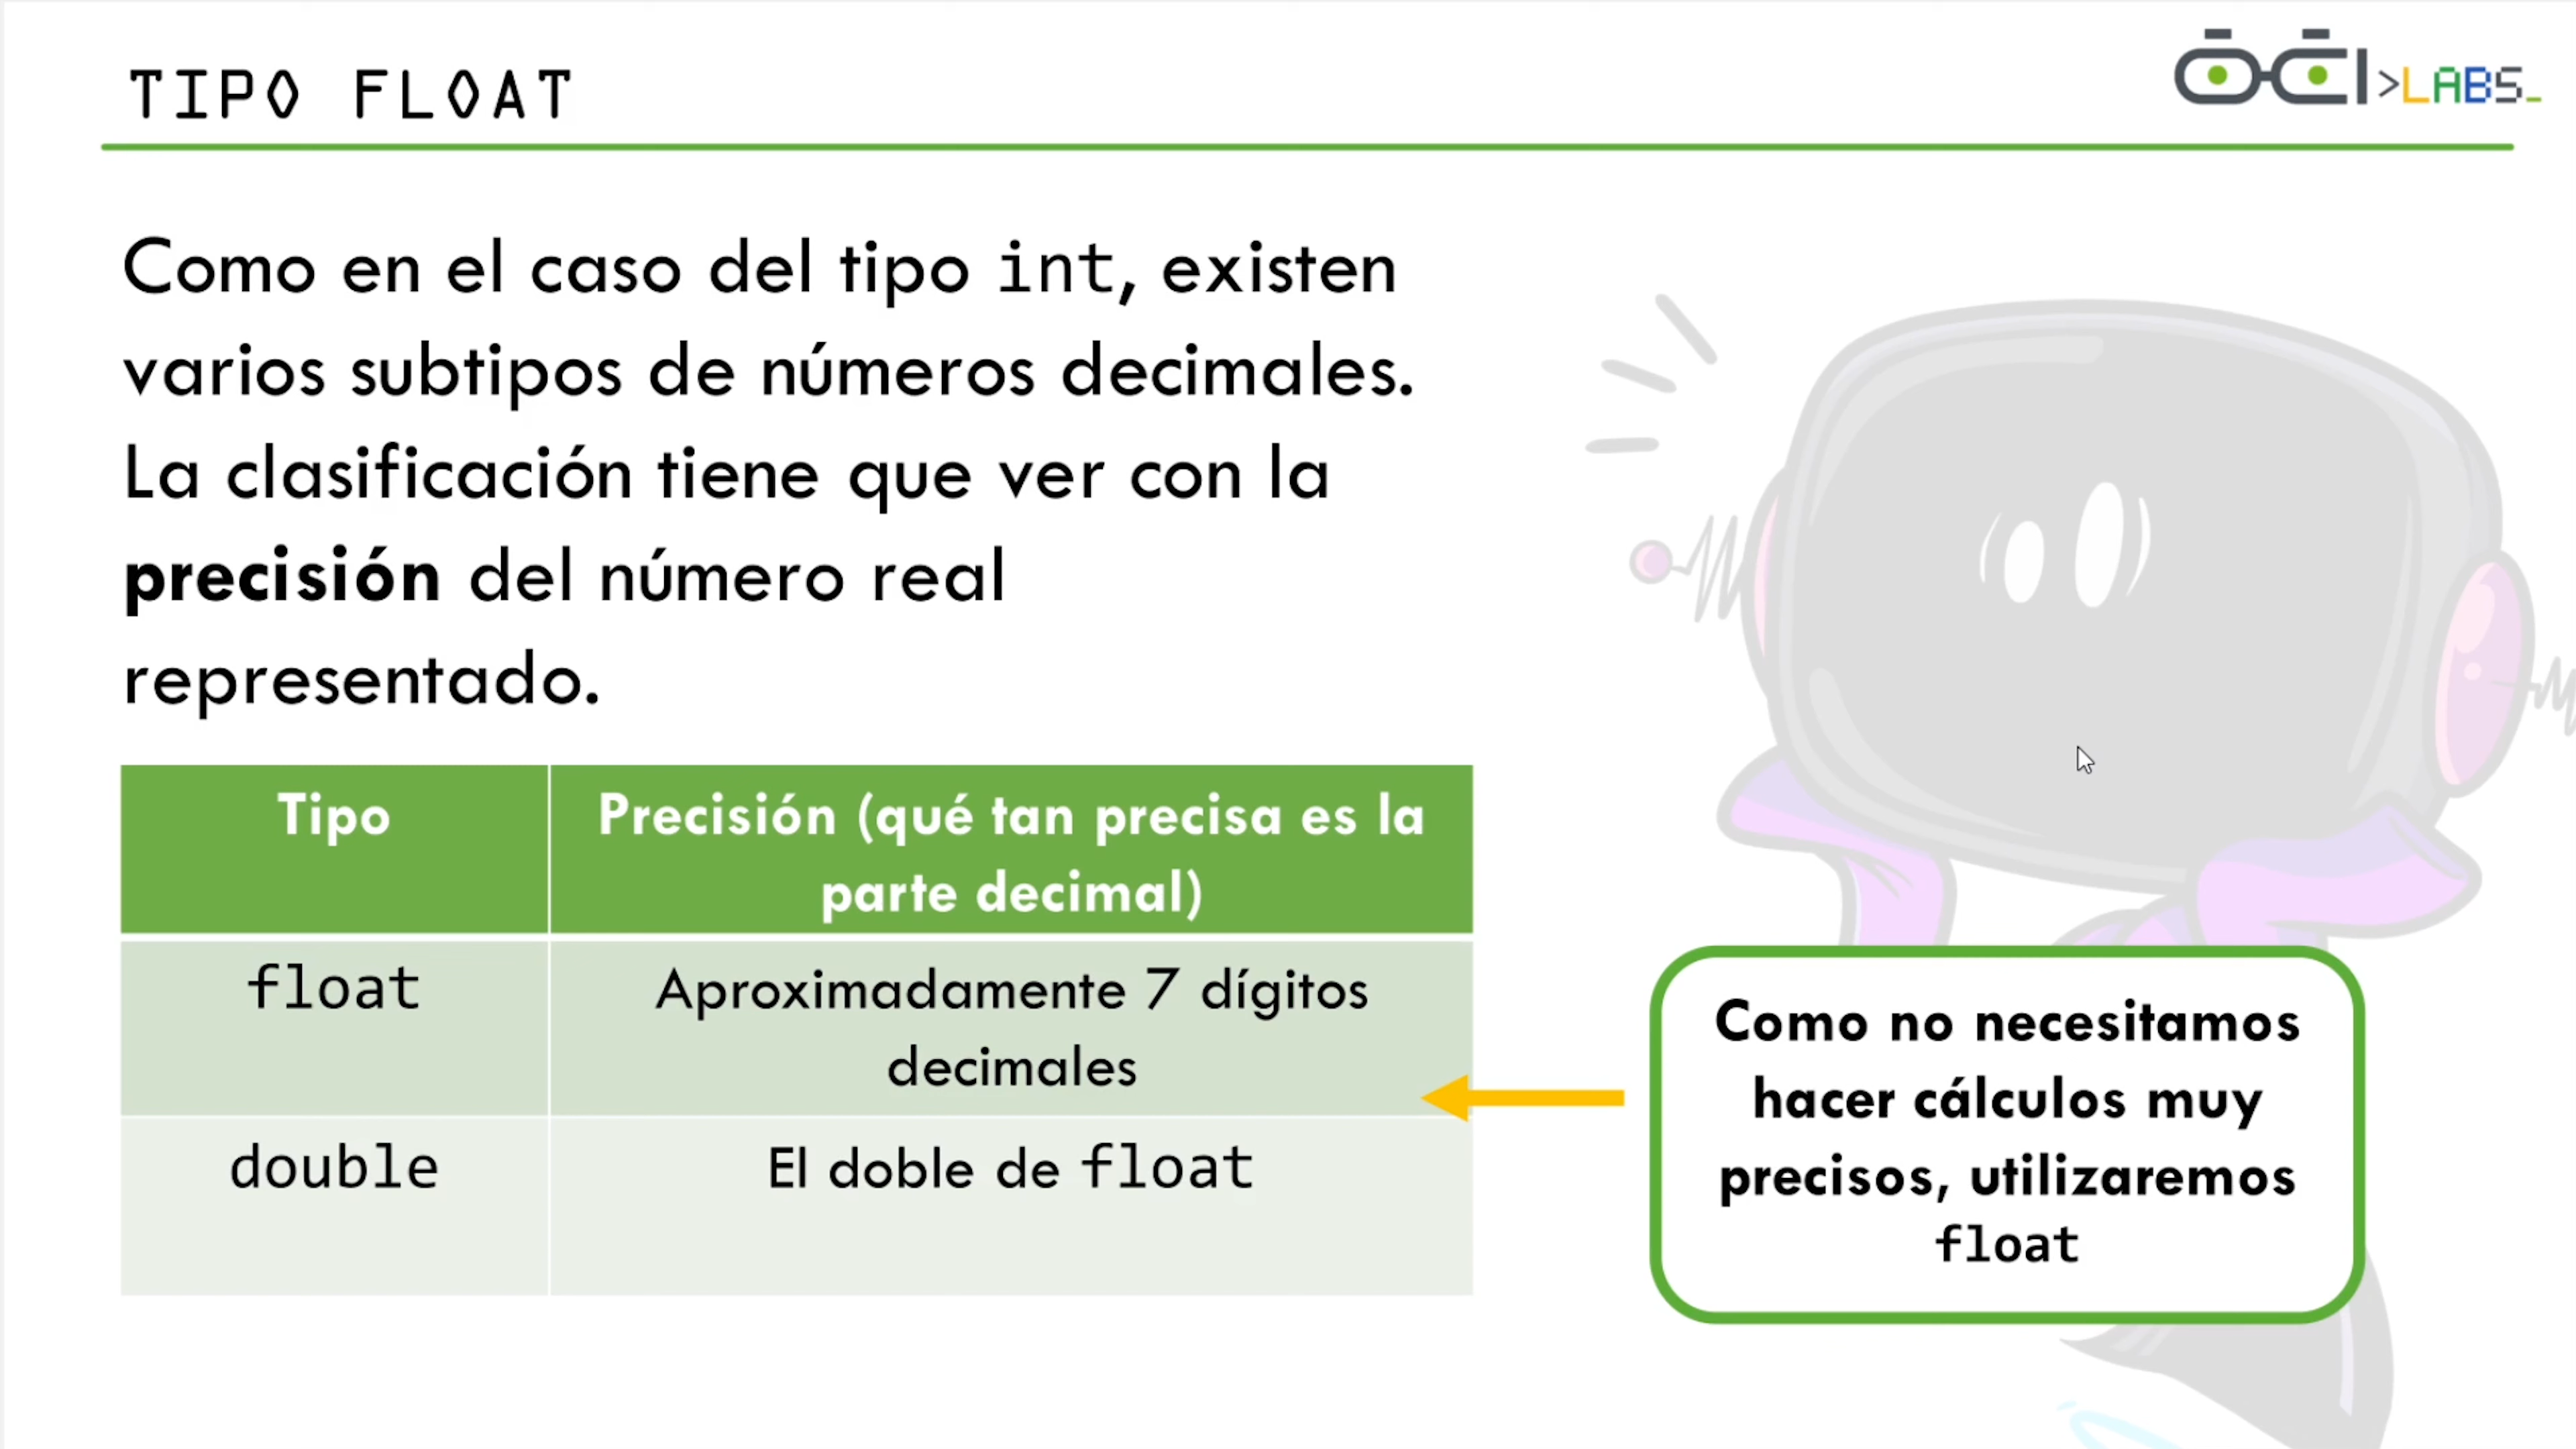 TIPO FLOAT
OCI>LABS_
Como en el caso del tipo int, existen
varios subtipos de números decimales.
La clasificación tiene que ver con la
precisión del número real
representado.
Tipo
Precisión (qué tan precisa es la
parte decimal)
float
Aproximadamente 7 dígitos
decimales
double
El doble de float
Como no necesitamos
hacer cálculos muy
precisos, utilizaremos
float